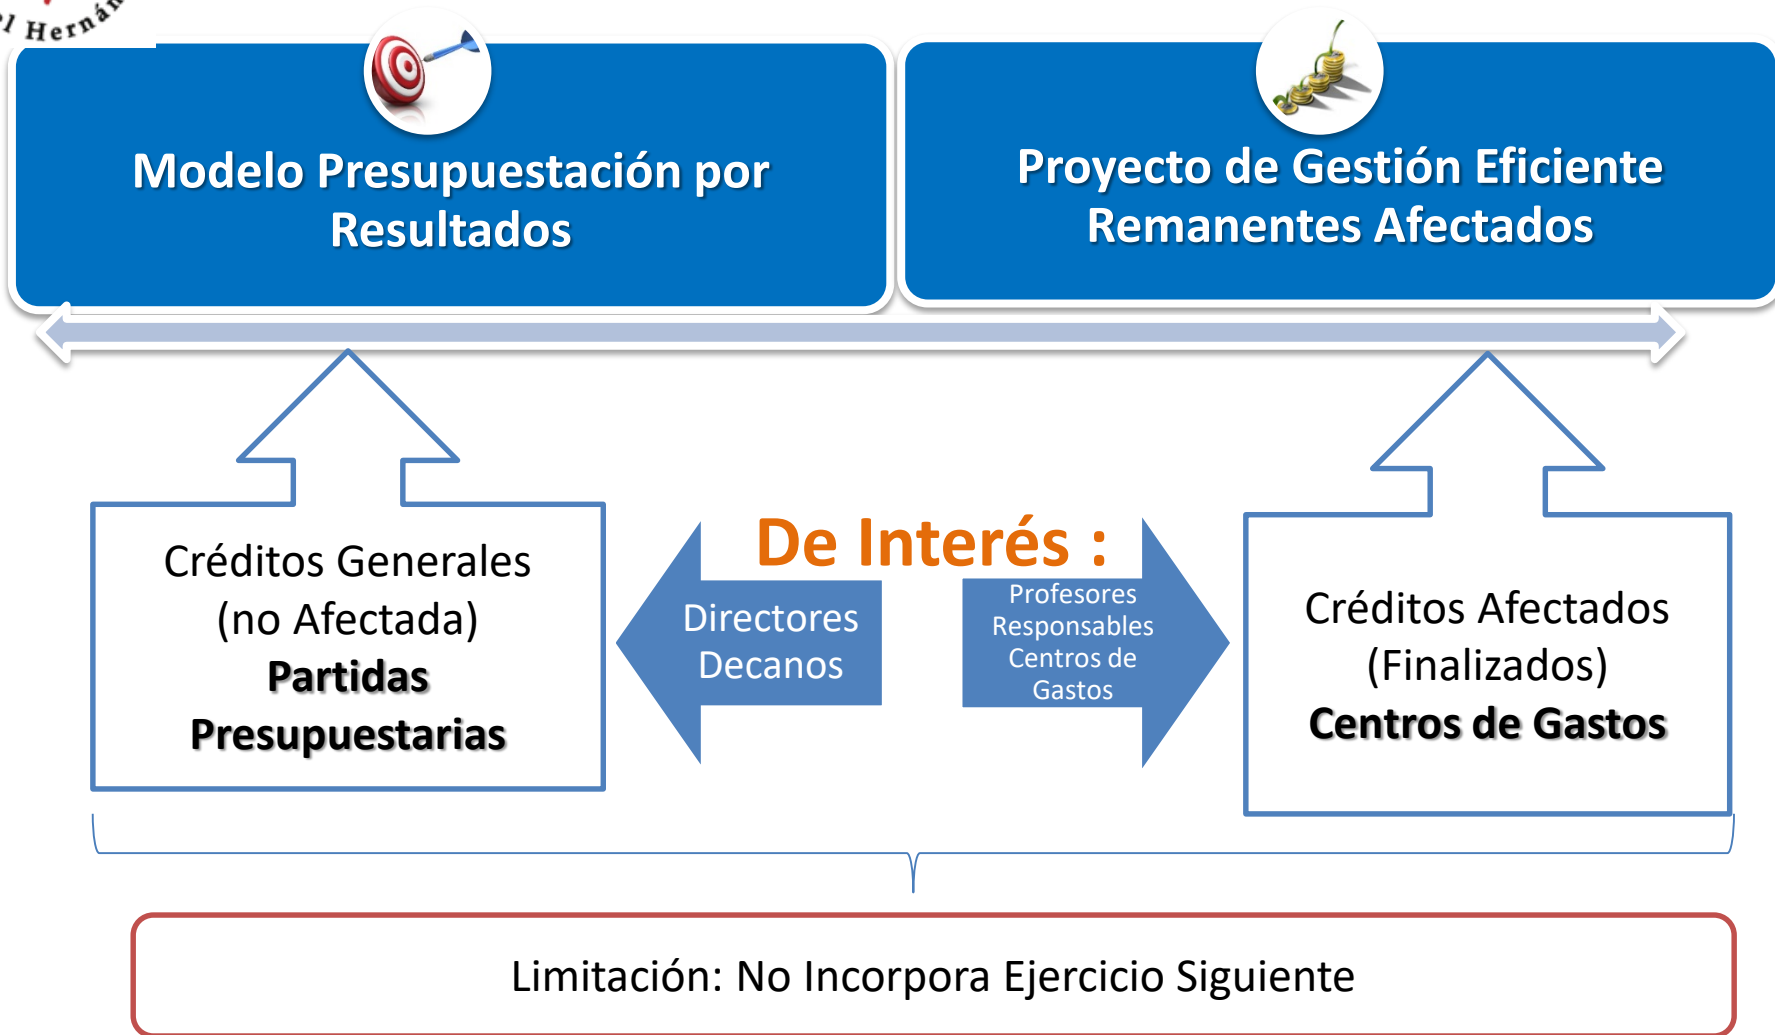 el Hernán
Modelo Presupuestación por
Resultados
Proyecto de Gestión Eficiente
Remanentes Afectados
De Interés :
Créditos Generales
(no Afectada)
Partidas
Presupuestarias
Directores
Decanos
Profesores
Responsables
Centros de
Gastos
Créditos Afectados
(Finalizados)
Centros de Gastos
Limitación: No Incorpora Ejercicio Siguiente